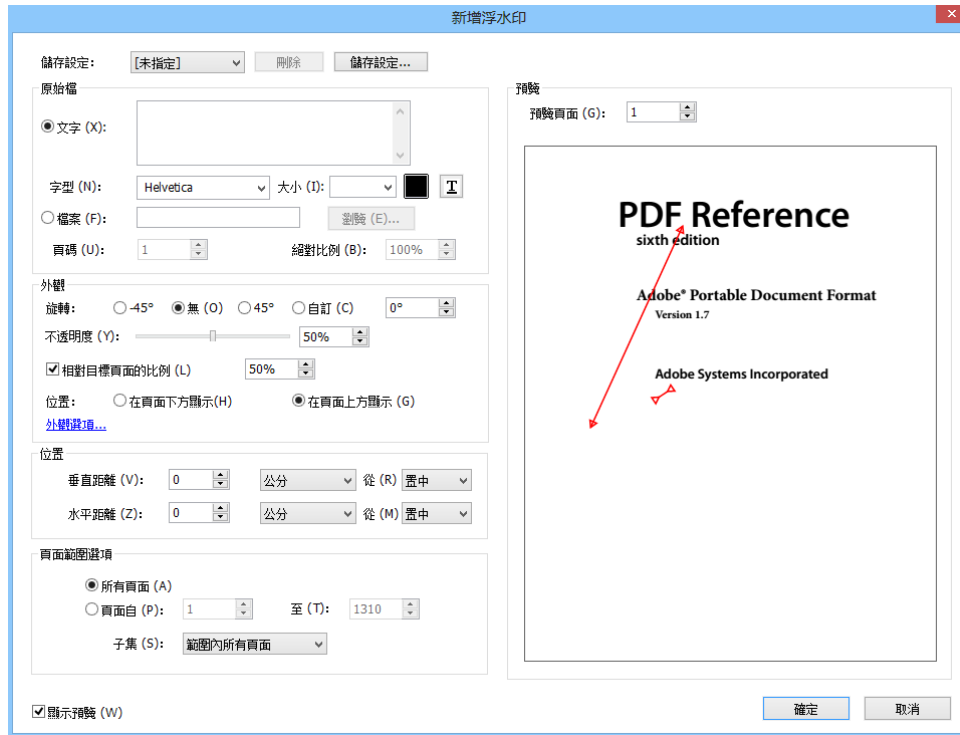 新增浮水印
儲存設定: [未指定] 刪除 儲存設定...
原始檔
文字 (X):
字型 (N): Helvetica 大小 (I): T
檔案 (F): 瀏覽 (E)...
頁碼 (U): 1 絕對比例 (B): 100%
外觀
旋轉: -45° 無 (O) 45° 自訂 (C) 0°
不透明度 (Y): 50%
相對目標頁面的比例 (L) 50%
位置: 在頁面下方顯示(H) 在頁面上方顯示 (G)
外觀選項...
位置
垂直距離 (V): 0 公分 從 (R) 置中
水平距離 (Z): 0 公分 從 (M) 置中
頁面範圍選項
所有頁面 (A)
頁面自 (P): 1 至 (T): 1310
子集 (S): 範圍內所有頁面
顯示預覽 (W)
預覽
預覽頁面 (G): 1
PDF Reference
sixth edition
Adobe® Portable Document Format
Version 1.7
Adobe Systems Incorporated
確定 取消